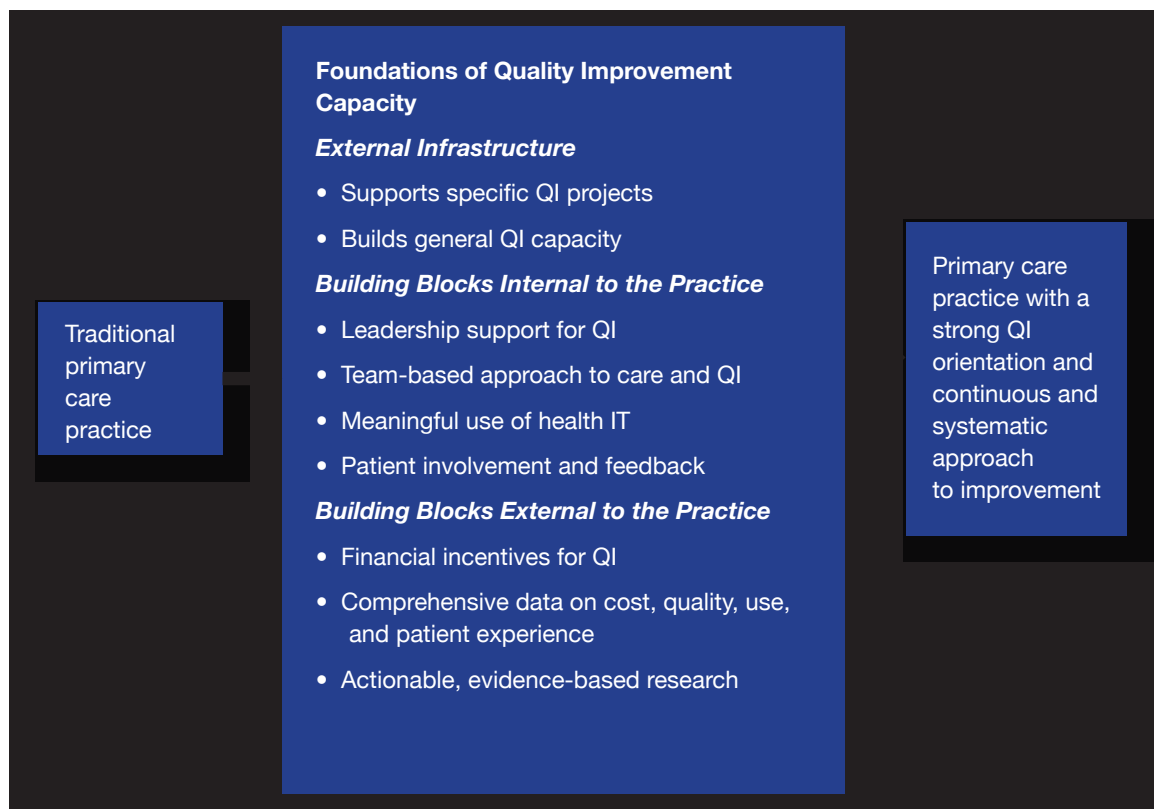 Foundations of Quality Improvement
Capacity
External Infrastructure
• Supports specific QI projects
• Builds general QI capacity
Building Blocks Internal to the Practice
• Leadership support for QI
• Team-based approach to care and QI
• Meaningful use of health IT
• Patient involvement and feedback
Building Blocks External to the Practice
• Financial incentives for QI
• Comprehensive data on cost, quality, use,
and patient experience
• Actionable, evidence-based research
Traditional
primary
care
practice
Primary care
practice with a
strong QI
orientation and
continuous and
systematic
approach
to improvement